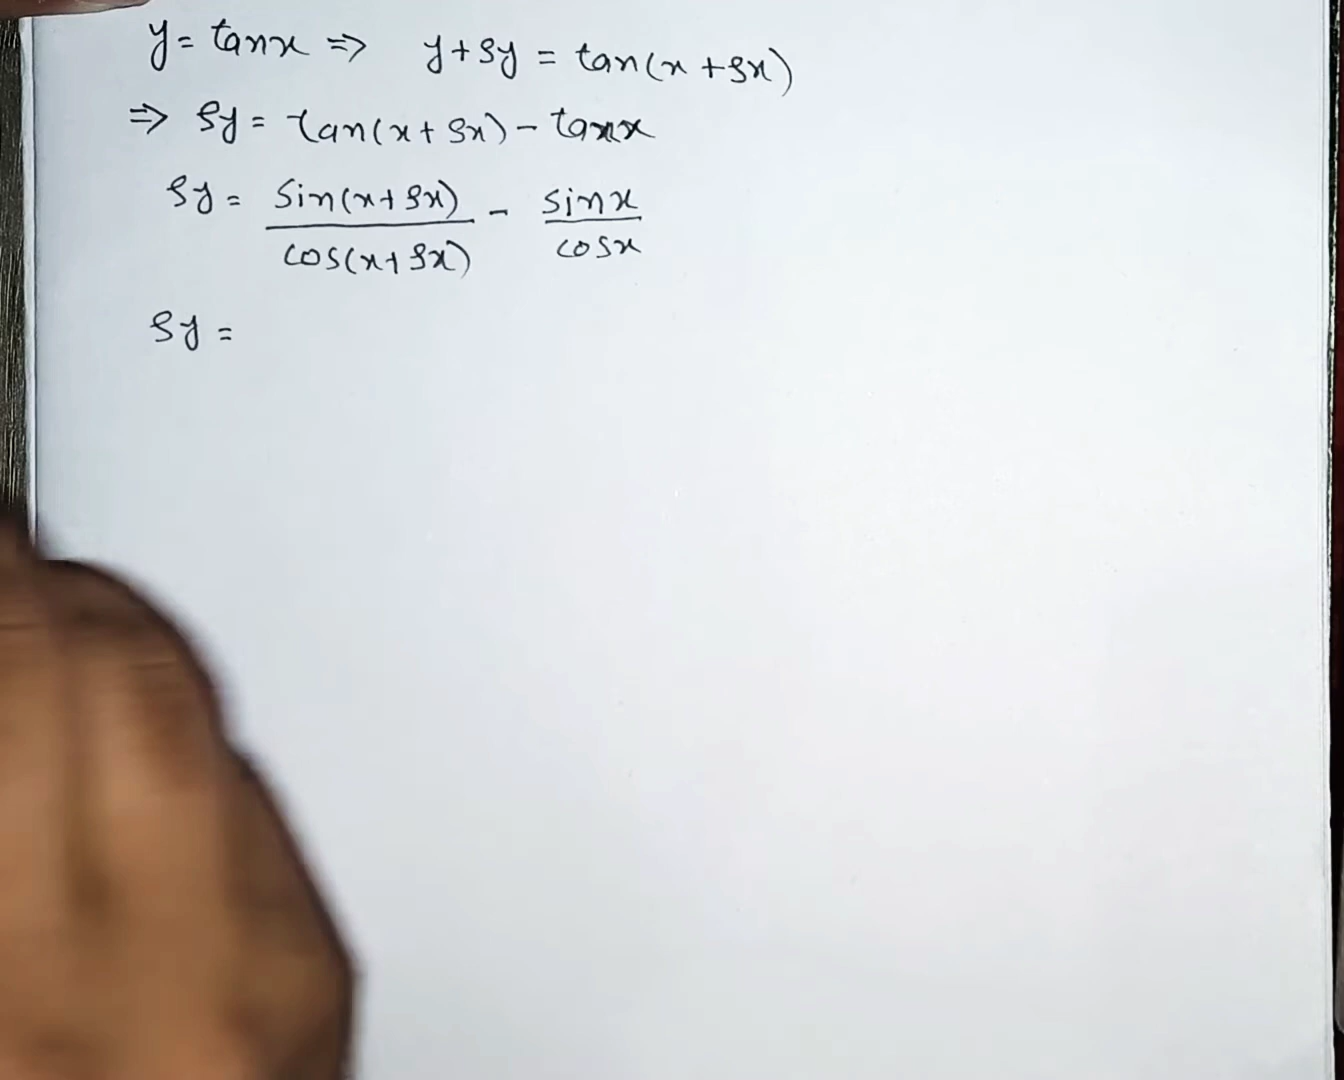 y = tanx ⇒ y + δy = tan(x + δx)
⇒ δy = tan(x + δx) - tanx
δy = sin(x + δx)/cos(x + δx) - sinx/cosx
δy =